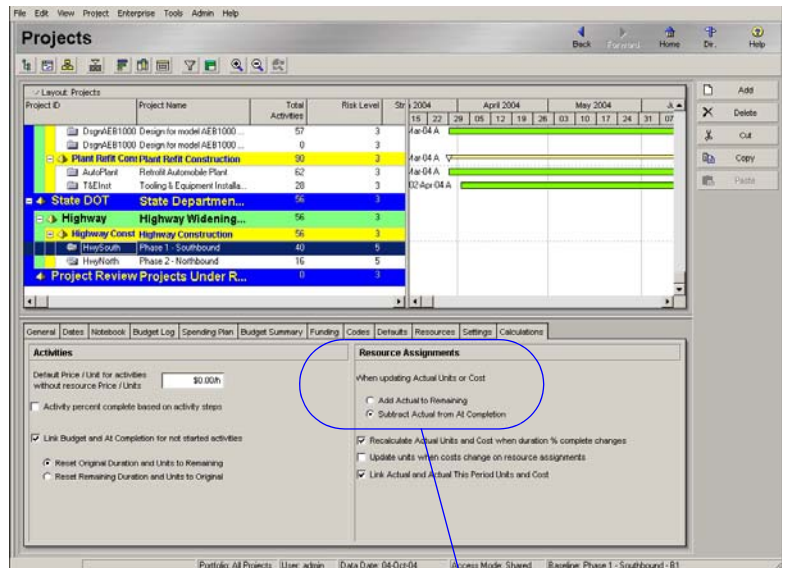 File Edit View Project Enterprise Tools Admin Help
Projects
Back Forward Home Dir. Help
Layout: Projects
Project ID Project Name Total Activities Risk Level Str 2004 April 2004 May 2004
15 22 29 05 12 19 26 03 10 17 24 31 07
DsgnAEB1000 Design for model AEB1000 ... 57 3 Mar-04 A
DsgnAEB1000 Design for model AEB1000 ... 0 3
Plant Refit Cons Plant Refit Construction 90 3 Mar-04 A
AutoPlant Retrofit Automobile Plant 62 3 Mar-04 A
T&EInst Tooling & Equipment Installa... 28 3 02-Apr-04 A
State DOT State Departmen... 56 3
Highway Highway Widening... 56 3
Highway Const Highway Construction 56 3
HwySouth Phase 1 - Southbound 40 5
HwyNorth Phase 2 - Northbound 16 5
Project Review Projects Under R... 0 3
Add
Delete
Cut
Copy
Paste
General Dates Notebook Budget Log Spending Plan Budget Summary Funding Codes Defaults Resources Settings Calculations
Activities
Default Price / Unit for activities
without resource Price / Units $0.00/h
Activity percent complete based on activity steps
Link Budget and At Completion for not started activities
Reset Original Duration and Units to Remaining
Reset Remaining Duration and Units to Original
Resource Assignments
When updating Actual Units or Cost
Add Actual to Remaining
Subtract Actual from At Completion
Recalculate Actual Units and Cost when duration % complete changes
Update units when costs change on resource assignments
Link Actual and Actual This Period Units and Cost
Portfolio: All Projects User: admin Data Date: 04-Oct-04 Access Mode: Shared Baseline: Phase 1 - Southbound - B1